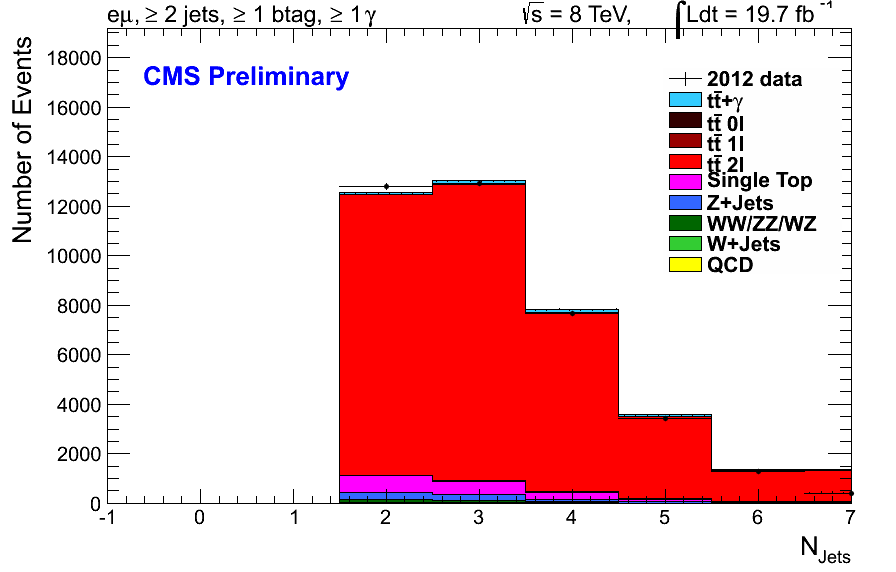 eμ, ≥ 2 jets, ≥ 1 btag, ≥ 1 γ √s = 8 TeV, ∫Ldt = 19.7 fb⁻¹
CMS Preliminary
Number of Events
18000
16000
14000
12000
10000
8000
6000
4000
2000
0
2012 data
tt̄+γ
tt̄ 0l
tt̄ 1l
tt̄ 2l
Single Top
Z+Jets
WW/ZZ/WZ
W+Jets
QCD
-1 0 1 2 3 4 5 6 7
N_Jets